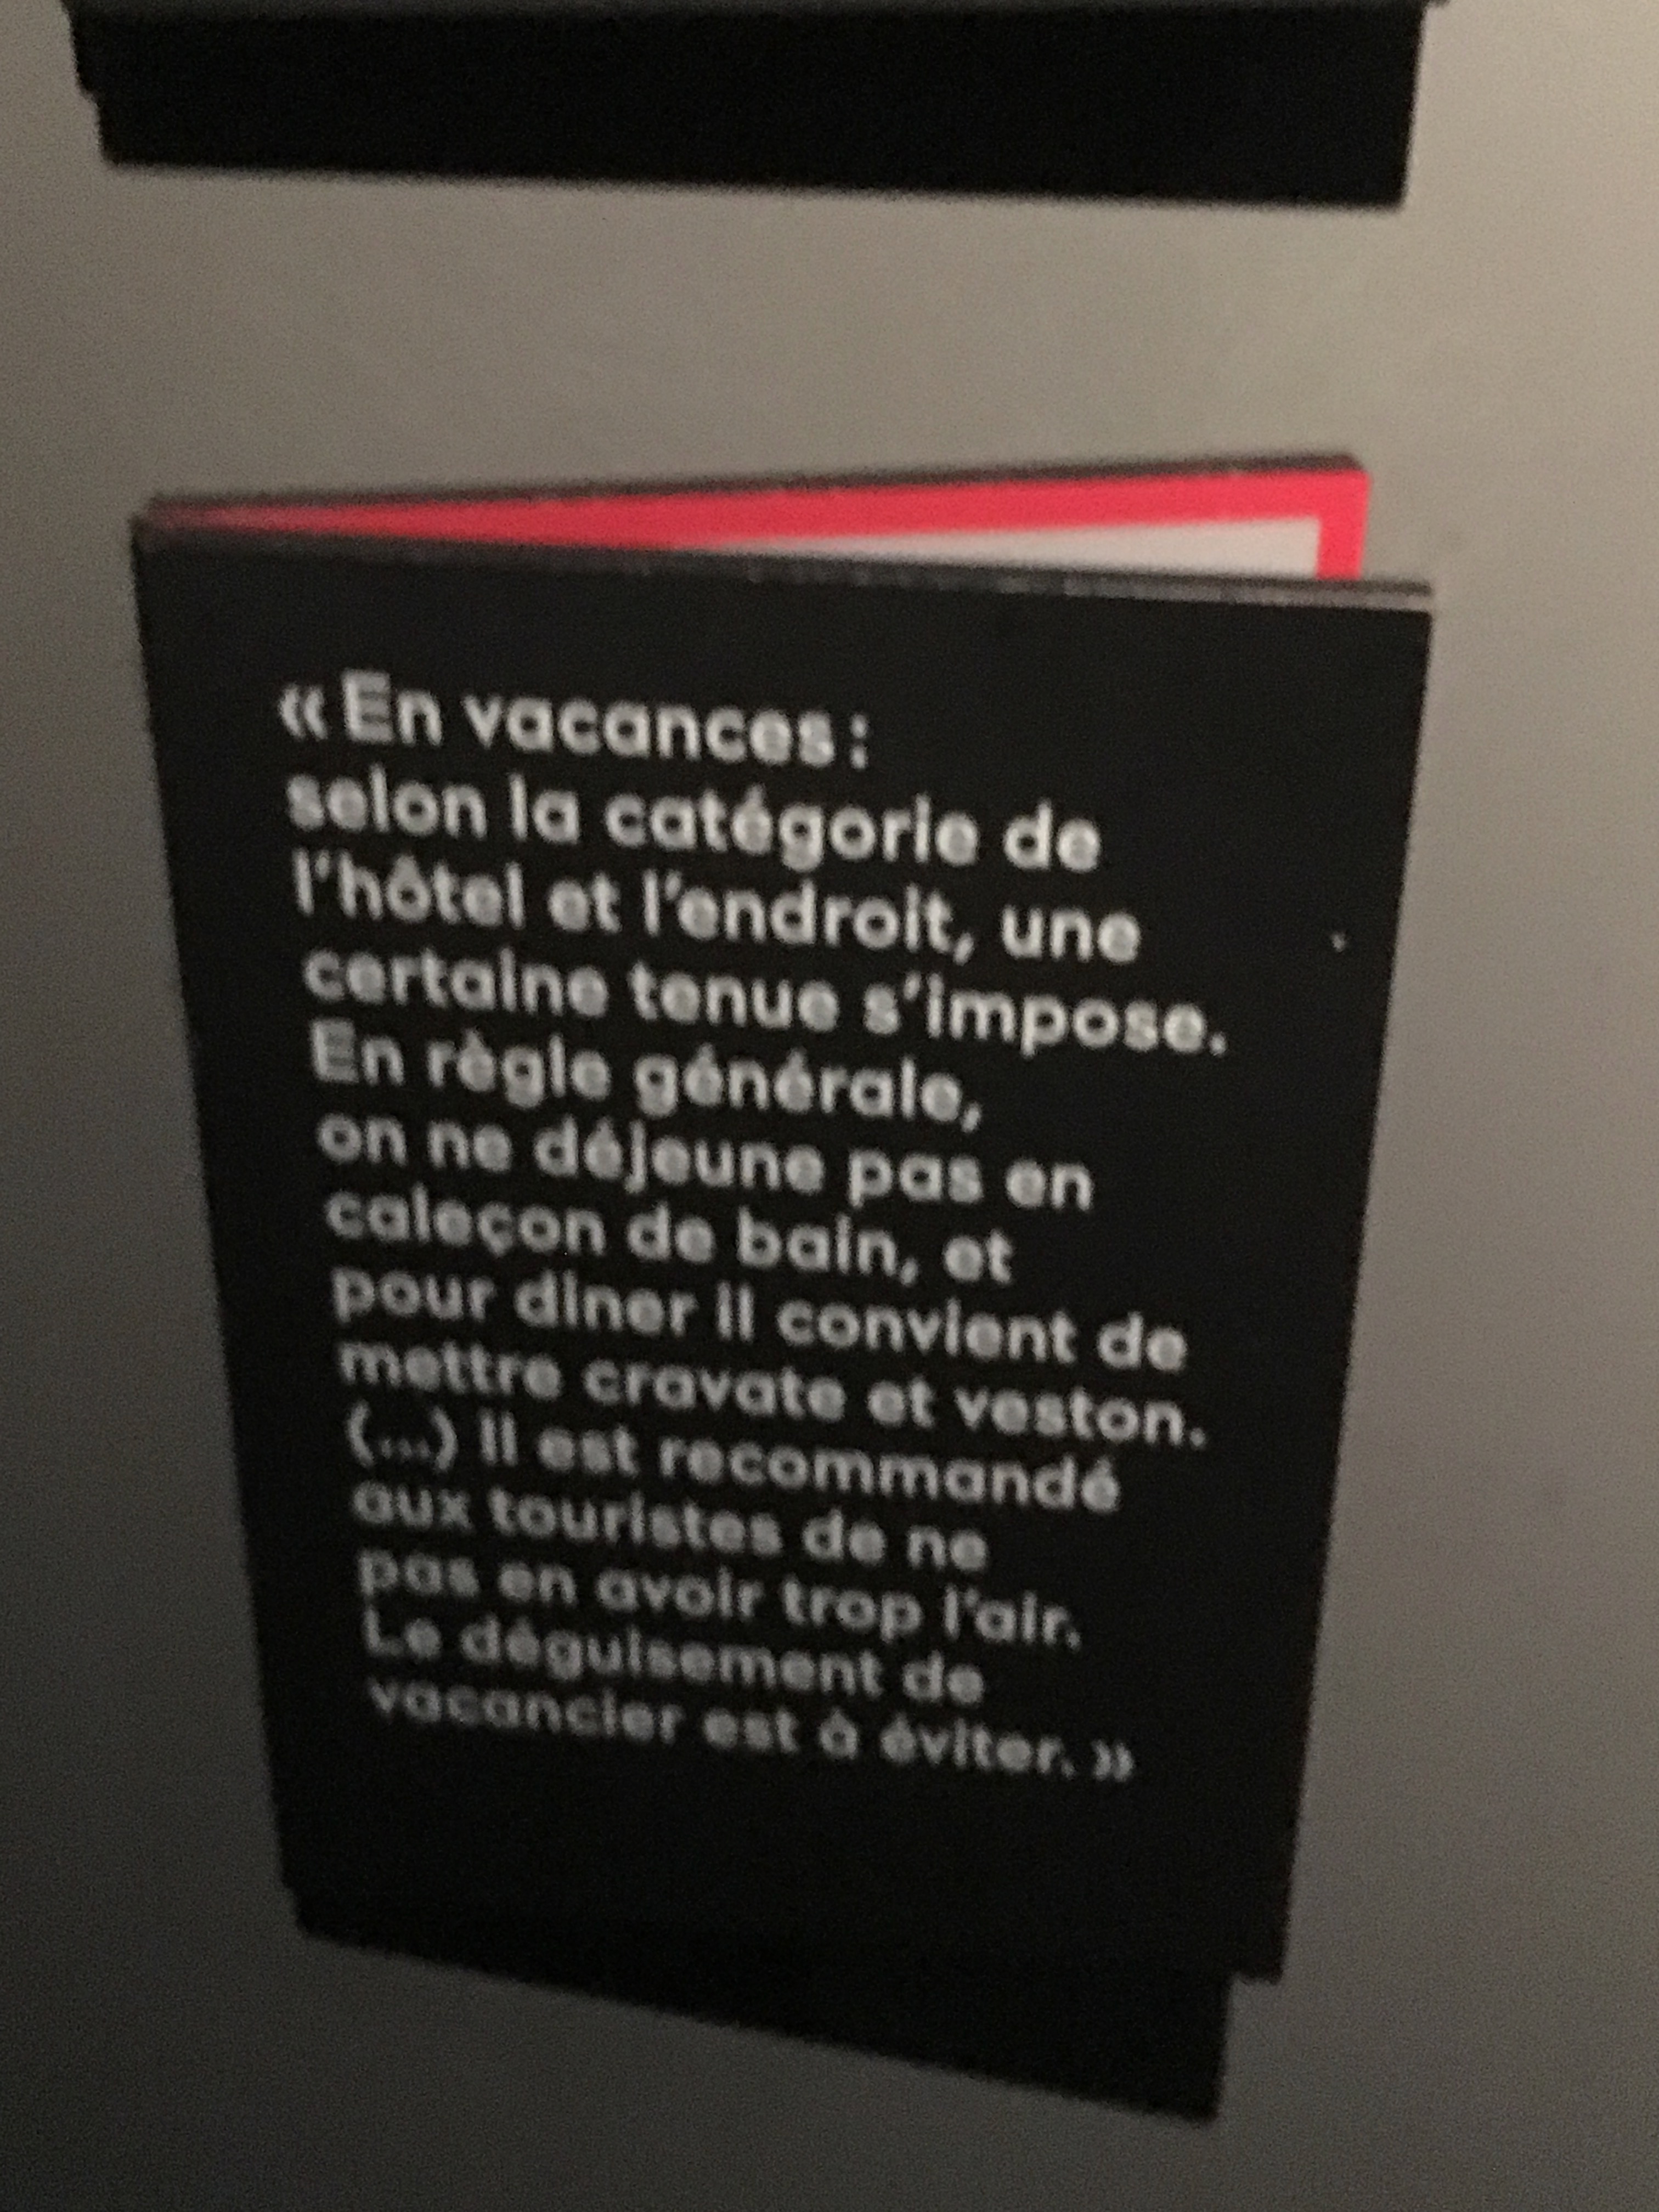 « En vacances :
selon la catégorie de
l'hôtel et l'endroit, une
certaine tenue s'impose.
En règle générale,
on ne déjeune pas en
caleçon de bain, et
pour dîner il convient de
mettre cravate et veston.
(...) Il est recommandé
aux touristes de ne
pas en avoir trop l'air.
Le déguisement de
vacancier est à éviter. »